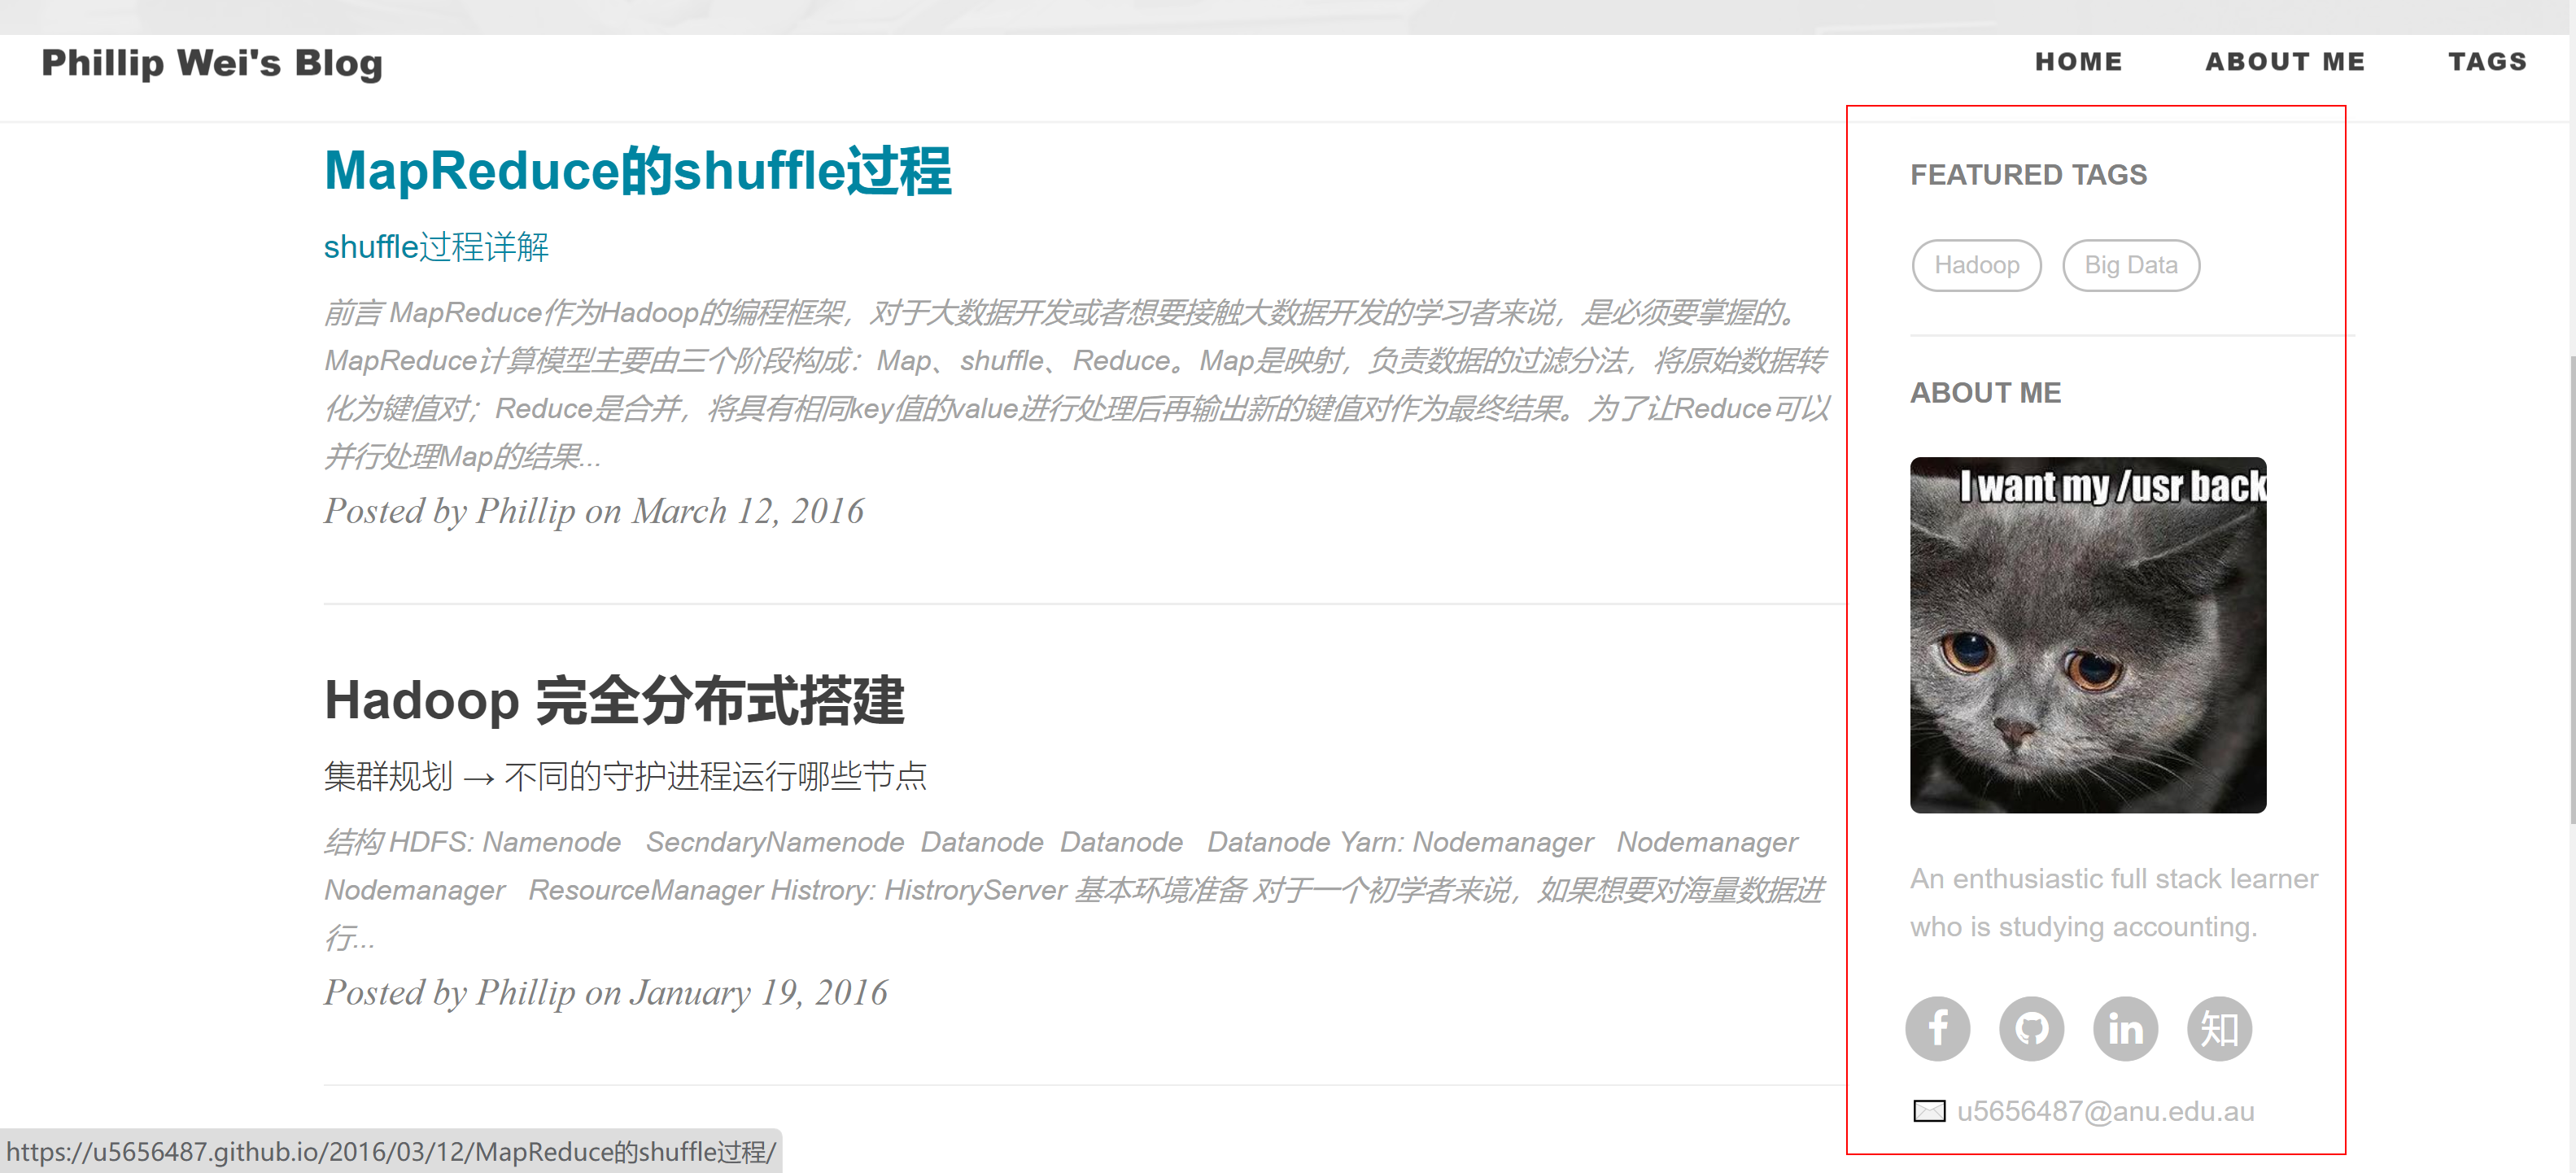 Phillip Wei's Blog
HOME
ABOUT ME
TAGS
MapReduce的shuffle过程
shuffle过程详解
前言 MapReduce作为Hadoop的编程框架，对于大数据开发或者想要接触大数据开发的学习者来说，是必须要掌握的。
MapReduce计算模型主要由三个阶段构成：Map、shuffle、Reduce。Map是映射，负责数据的过滤分法，将原始数据转
化为键值对；Reduce是合并，将具有相同key值的value进行处理后再输出新的键值对作为最终结果。为了让Reduce可以
并行处理Map的结果...
Posted by Phillip on March 12, 2016
Hadoop 完全分布式搭建
集群规划 → 不同的守护进程运行哪些节点
结构 HDFS: Namenode SecndaryNamenode Datanode Datanode Datanode Yarn: Nodemanager Nodemanager
Nodemanager ResourceManager Histrory: HistroryServer 基本环境准备 对于一个初学者来说，如果想要对海量数据进
行...
Posted by Phillip on January 19, 2016
FEATURED TAGS
Hadoop
Big Data
ABOUT ME
I want my /usr back
An enthusiastic full stack learner
who is studying accounting.
f
in
知
u5656487@anu.edu.au
https://u5656487.github.io/2016/03/12/MapReduce的shuffle过程/